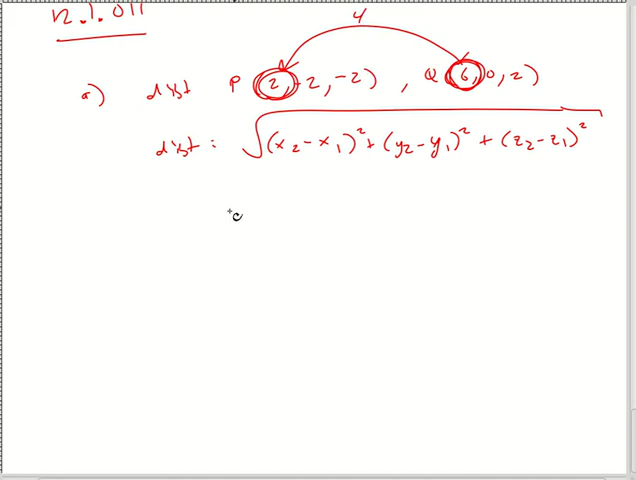 12.1.011
4
a) dist P (2, -2, -2) , Q (6, 0, 2)
dist: √(x₂-x₁)²+(y₂-y₁)² + (z₂-z₁)²